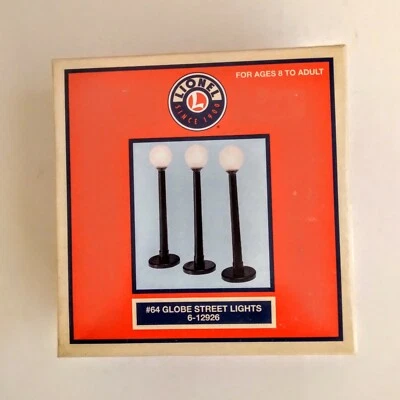 FOR AGES 8 TO ADULT
LIONEL
L
SINCE 1900
®
#64 GLOBE STREET LIGHTS
6-12926